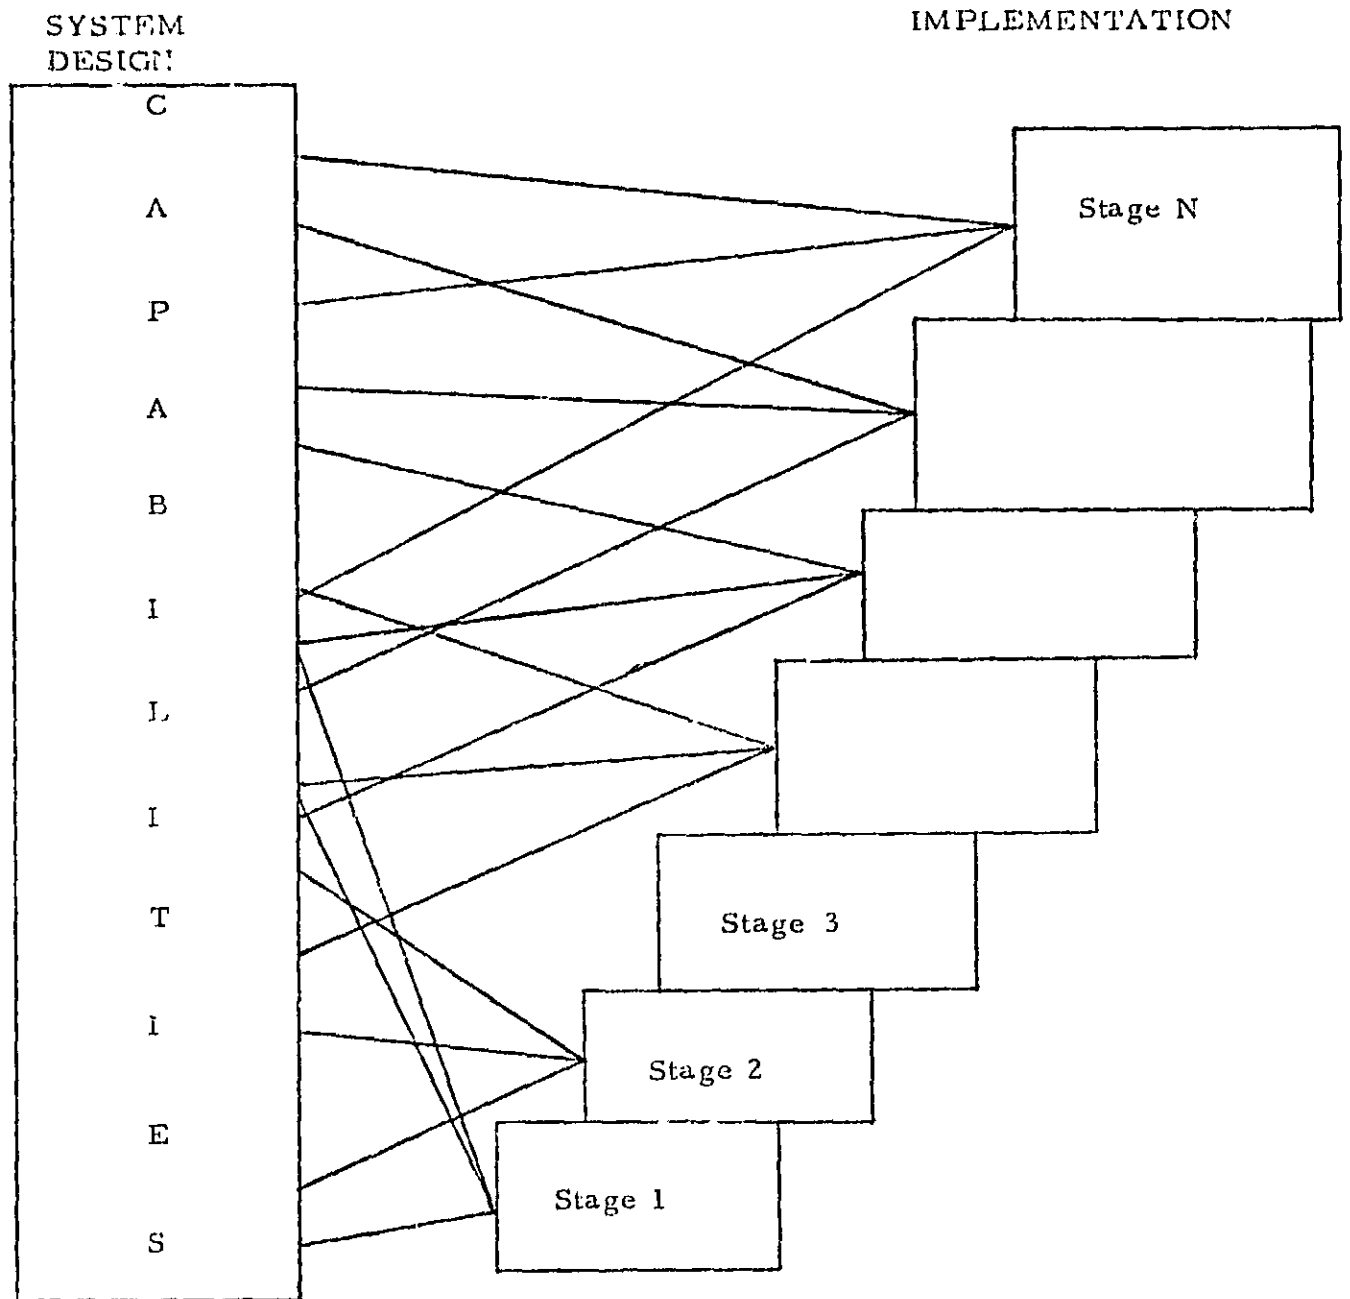 SYSTEM
DESIGN
IMPLEMENTATION
C
A
P
A
B
I
L
I
T
I
E
S
Stage N
Stage 3
Stage 2
Stage 1